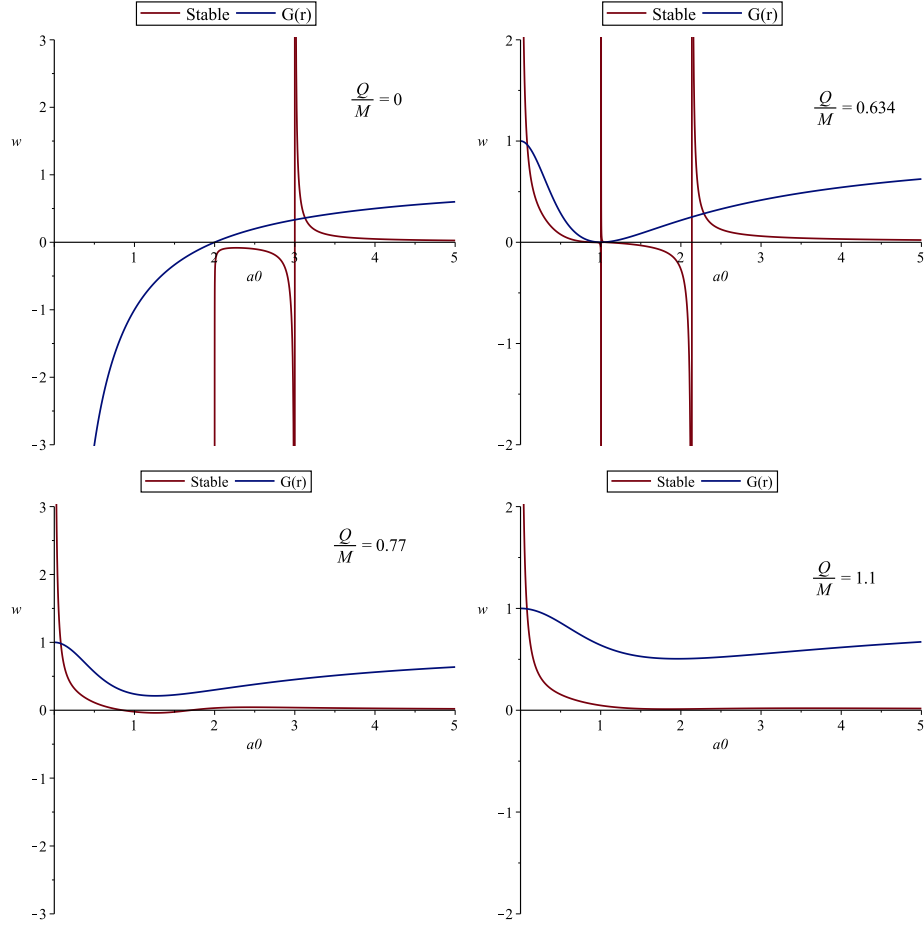 Stable G(r)
3
2
1
0
−1
−2
−3
w
1 2 3 4 5
a0
Q/M = 0
Stable G(r)
2
1
0
−1
−2
w
1 2 3 4 5
a0
Q/M = 0.634
Stable G(r)
3
2
1
0
−1
−2
−3
w
1 2 3 4 5
a0
Q/M = 0.77
Stable G(r)
2
1
0
−1
−2
w
1 2 3 4 5
a0
Q/M = 1.1